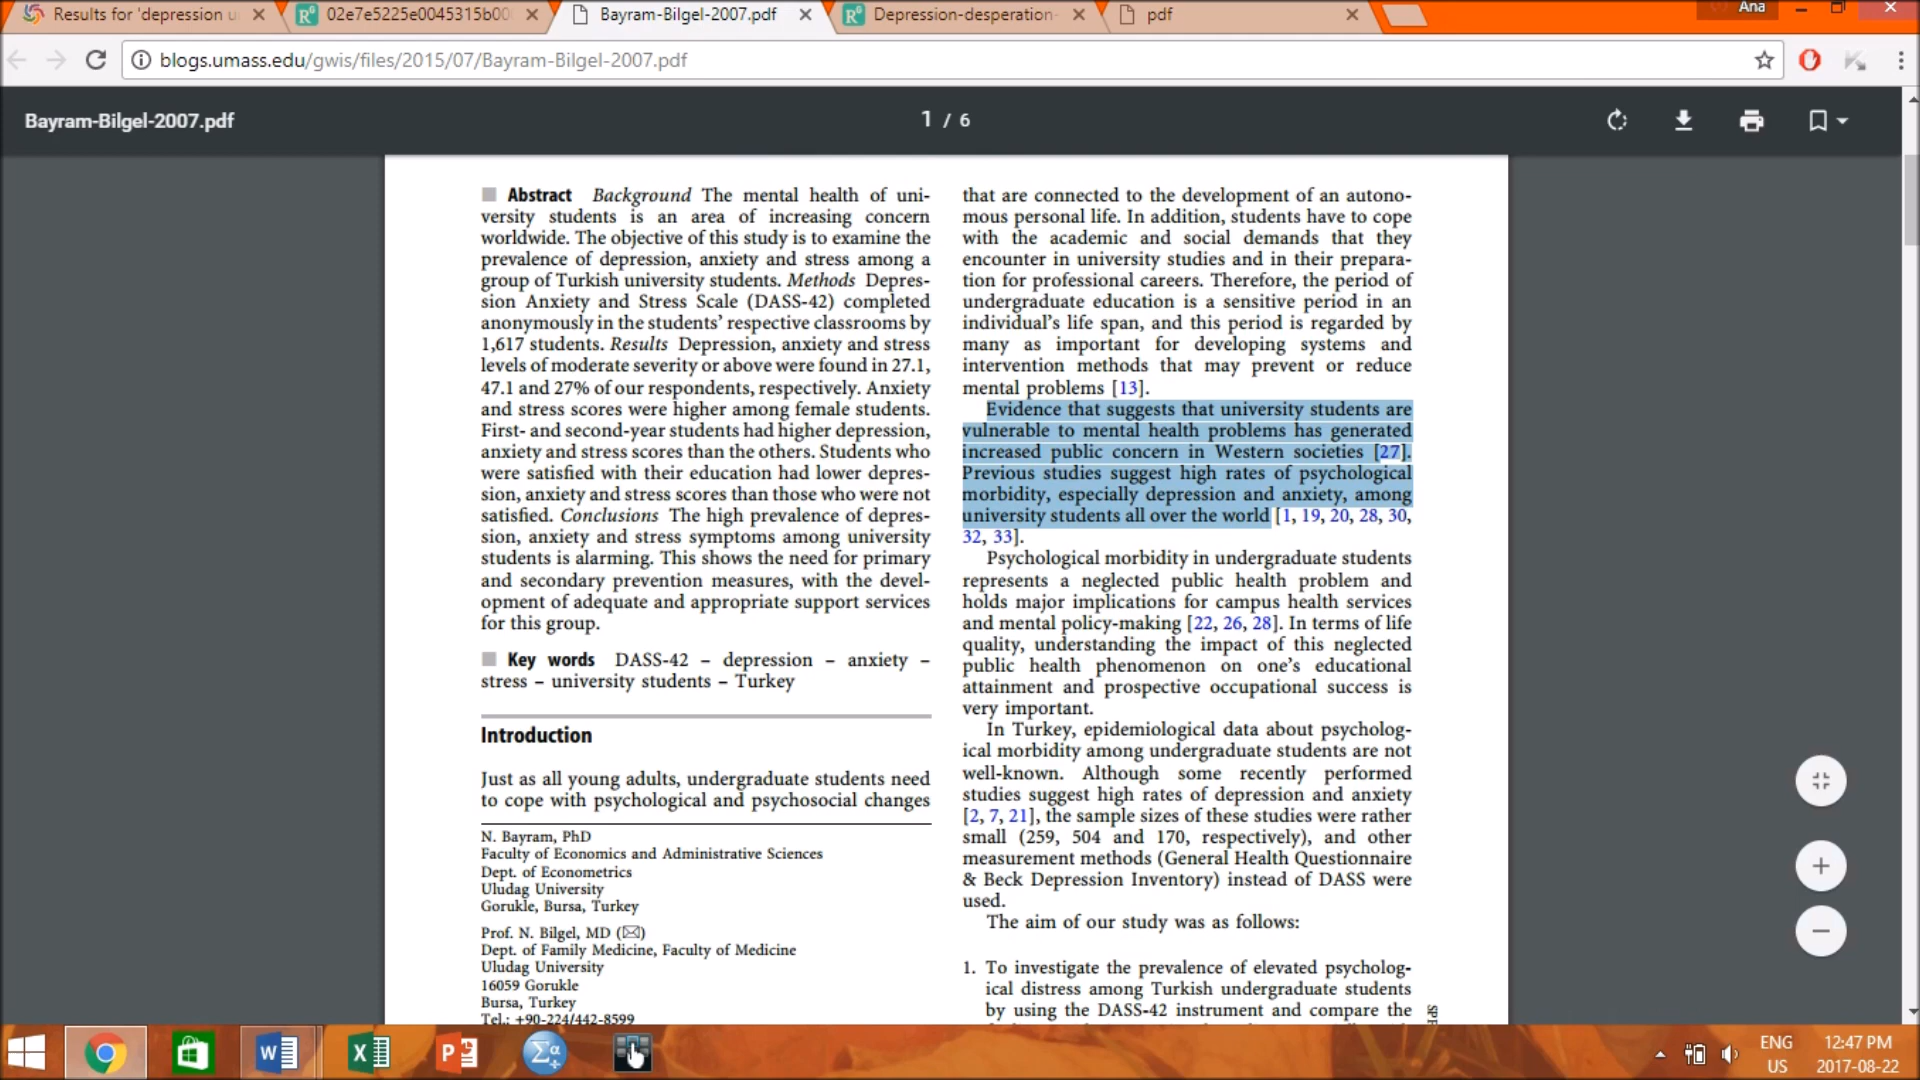 Results for 'depression u
02e7e5225e0045315b00
Bayram-Bilgel-2007.pdf
Depression-desperation-
pdf
Ana
blogs.umass.edu/gwis/files/2015/07/Bayram-Bilgel-2007.pdf
Bayram-Bilgel-2007.pdf
1 / 6
Abstract Background The mental health of uni-
versity students is an area of increasing concern
worldwide. The objective of this study is to examine the
prevalence of depression, anxiety and stress among a
group of Turkish university students. Methods Depres-
sion Anxiety and Stress Scale (DASS-42) completed
anonymously in the students' respective classrooms by
1,617 students. Results Depression, anxiety and stress
levels of moderate severity or above were found in 27.1,
47.1 and 27% of our respondents, respectively. Anxiety
and stress scores were higher among female students.
First- and second-year students had higher depression,
anxiety and stress scores than the others. Students who
were satisfied with their education had lower depres-
sion, anxiety and stress scores than those who were not
satisfied. Conclusions The high prevalence of depres-
sion, anxiety and stress symptoms among university
students is alarming. This shows the need for primary
and secondary prevention measures, with the devel-
opment of adequate and appropriate support services
for this group.
Key words DASS-42 – depression – anxiety –
stress – university students – Turkey
Introduction
Just as all young adults, undergraduate students need
to cope with psychological and psychosocial changes
N. Bayram, PhD
Faculty of Economics and Administrative Sciences
Dept. of Econometrics
Uludag University
Gorukle, Bursa, Turkey
Prof. N. Bilgel, MD (✉)
Dept. of Family Medicine, Faculty of Medicine
Uludag University
16059 Gorukle
Bursa, Turkey
Tel.: +90-224/442-8599
that are connected to the development of an autono-
mous personal life. In addition, students have to cope
with the academic and social demands that they
encounter in university studies and in their prepara-
tion for professional careers. Therefore, the period of
undergraduate education is a sensitive period in an
individual's life span, and this period is regarded by
many as important for developing systems and
intervention methods that may prevent or reduce
mental problems [13].
Evidence that suggests that university students are
vulnerable to mental health problems has generated
increased public concern in Western societies [27].
Previous studies suggest high rates of psychological
morbidity, especially depression and anxiety, among
university students all over the world [1, 19, 20, 28, 30,
32, 33].
Psychological morbidity in undergraduate students
represents a neglected public health problem and
holds major implications for campus health services
and mental policy-making [22, 26, 28]. In terms of life
quality, understanding the impact of this neglected
public health phenomenon on one's educational
attainment and prospective occupational success is
very important.
In Turkey, epidemiological data about psycholog-
ical morbidity among undergraduate students are not
well-known. Although some recently performed
studies suggest high rates of depression and anxiety
[2, 7, 21], the sample sizes of these studies were rather
small (259, 504 and 170, respectively), and other
measurement methods (General Health Questionnaire
& Beck Depression Inventory) instead of DASS were
used.
The aim of our study was as follows:
1. To investigate the prevalence of elevated psycholog-
ical distress among Turkish undergraduate students
by using the DASS-42 instrument and compare the
ENG
US
12:47 PM
2017-08-22